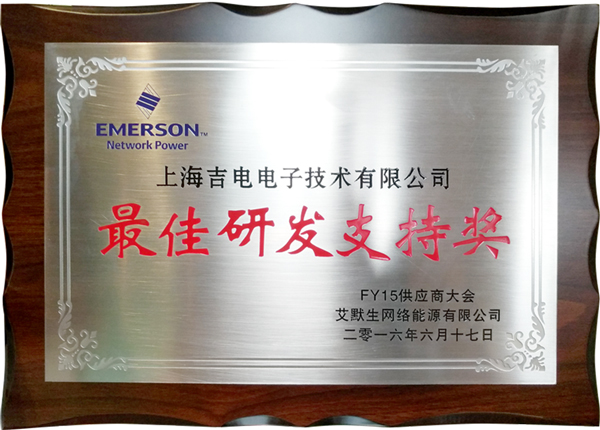 EMERSON™
Network Power
上海吉电电子技术有限公司
最佳研发支持奖
FY15供应商大会
艾默生网络能源有限公司
二零一六年六月十七日